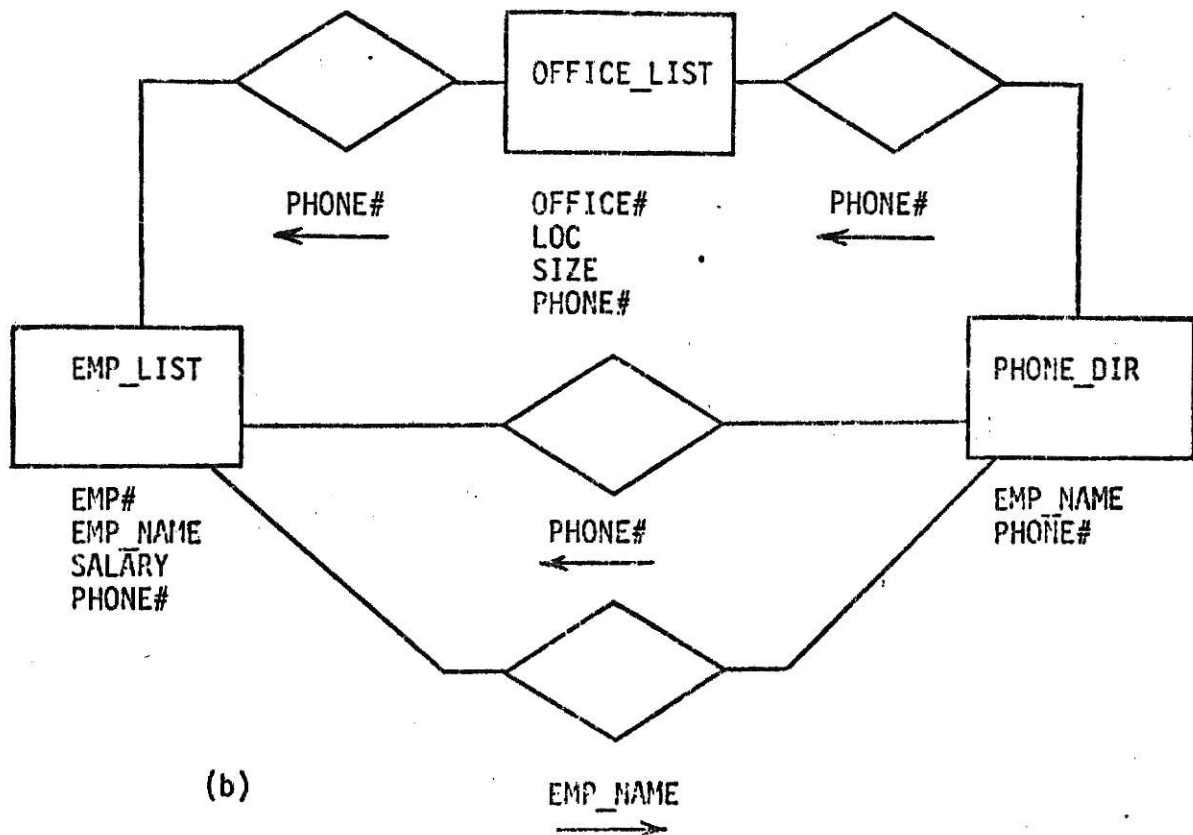 OFFICE_LIST
PHONE#
OFFICE#
LOC
SIZE
PHONE#
PHONE#
EMP_LIST
EMP#
EMP_NAME
SALARY
PHONE#
PHONE_DIR
EMP_NAME
PHONE#
PHONE#
(b)
EMP_NAME